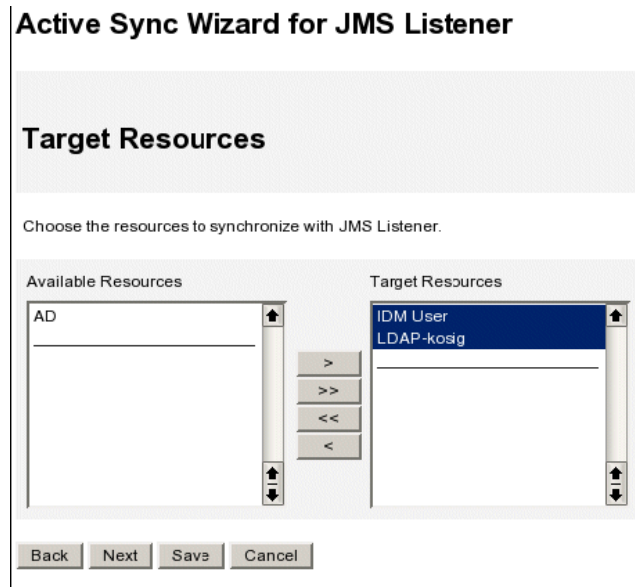 Active Sync Wizard for JMS Listener
Target Resources
Choose the resources to synchronize with JMS Listener.
Available Resources
Target Resources
AD
IDM User
LDAP-kosig
>
>>
<<
<
Back Next Save Cancel